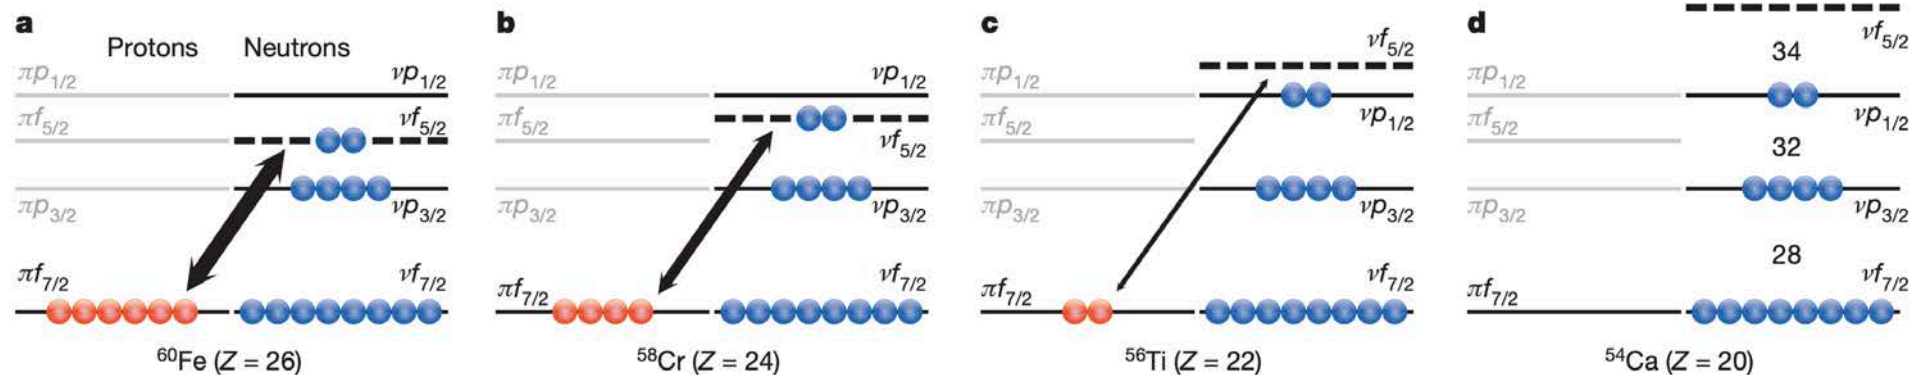 a
Protons Neutrons
πp1/2
νp1/2
πf5/2
νf5/2
πp3/2
νp3/2
πf7/2
νf7/2
60Fe (Z = 26)
b
πp1/2
νp1/2
πf5/2
νf5/2
πp3/2
νp3/2
πf7/2
νf7/2
58Cr (Z = 24)
c
νf5/2
πp1/2
νp1/2
πf5/2
πp3/2
νp3/2
πf7/2
νf7/2
56Ti (Z = 22)
d
νf5/2
34
πp1/2
νp1/2
πf5/2
32
πp3/2
νp3/2
28
πf7/2
νf7/2
54Ca (Z = 20)